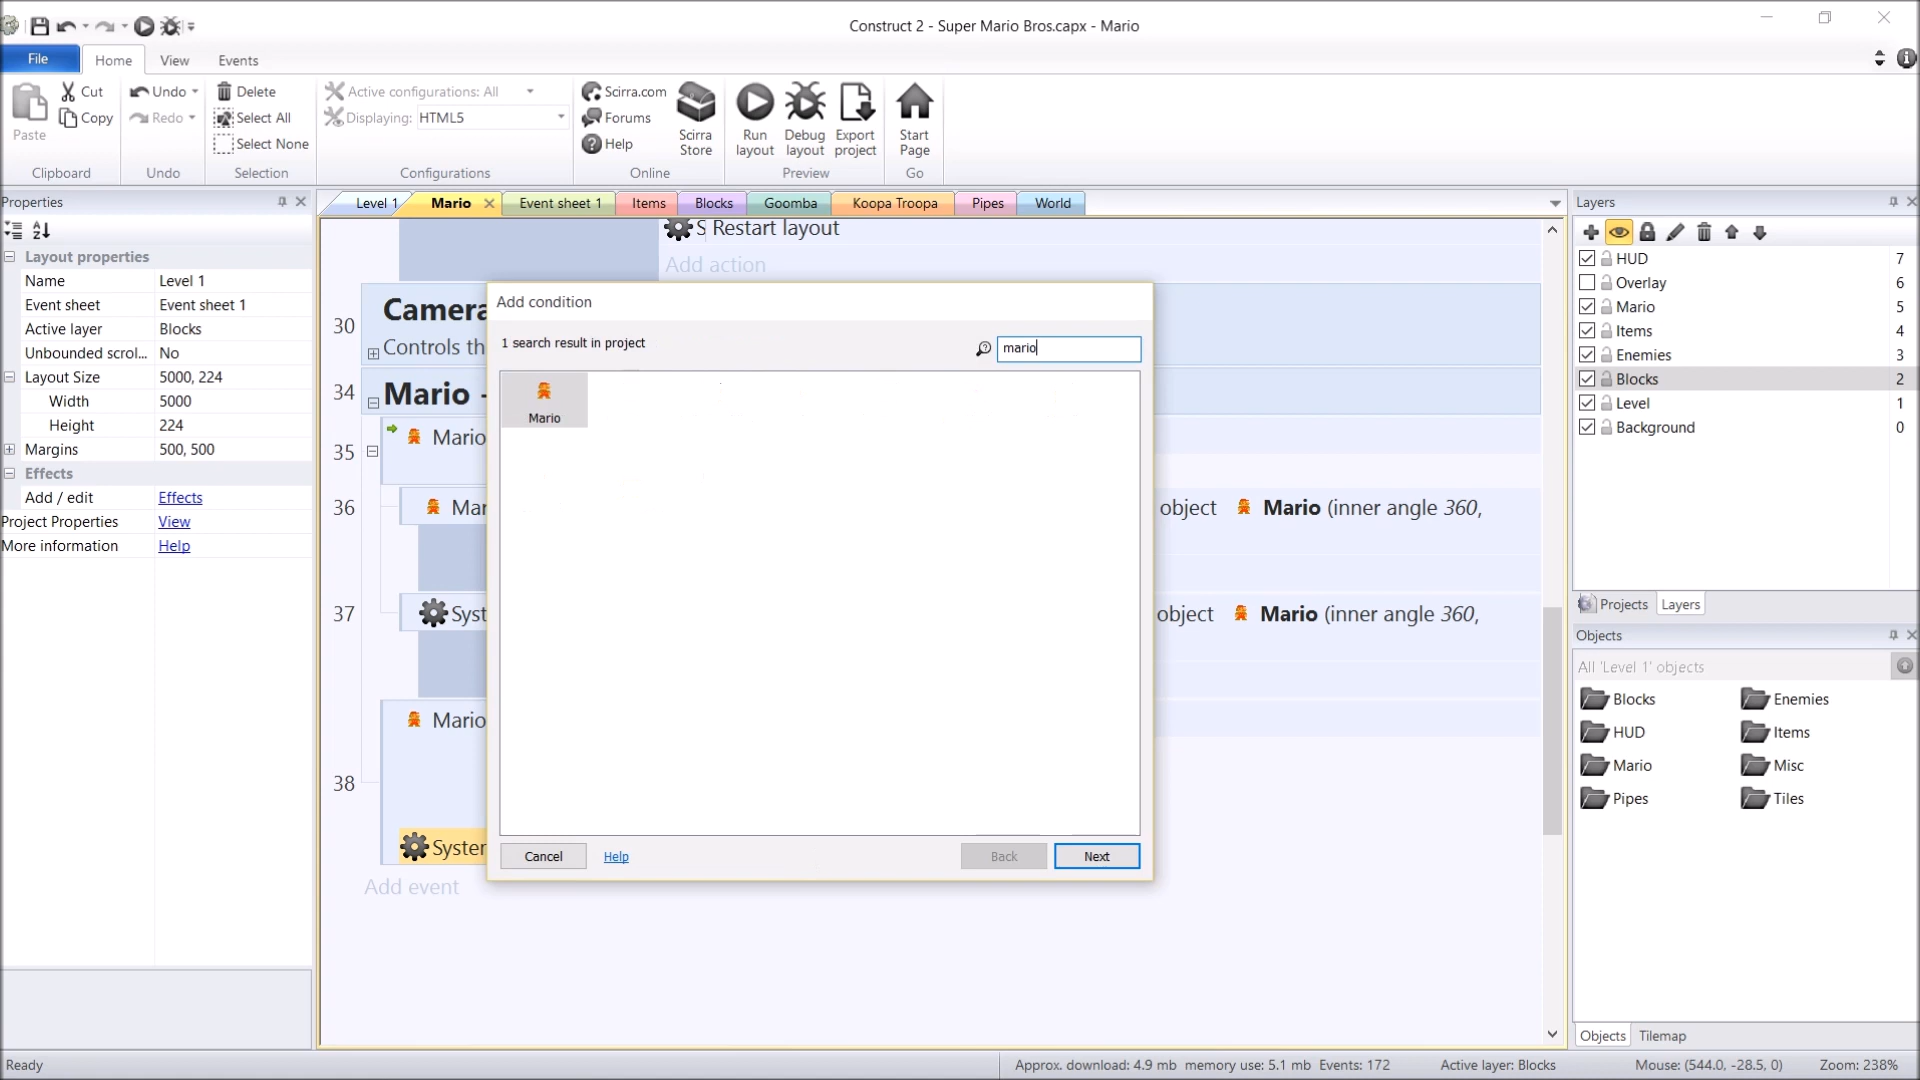 Construct 2 - Super Mario Bros.capx - Mario
File
Home
View
Events
Paste
Cut
Copy
Clipboard
Undo
Redo
Undo
Delete
Select All
Select None
Selection
Active configurations: All
Displaying: HTML5
Configurations
Scirra.com
Forums
Help
Scirra Store
Online
Run layout
Debug layout
Export project
Preview
Start Page
Go
Properties
Layout properties
Name Level 1
Event sheet Event sheet 1
Active layer Blocks
Unbounded scrol... No
Layout Size 5000, 224
Width 5000
Height 224
Margins 500, 500
Effects
Add / edit Effects
Project Properties View
More information Help
Level 1
Mario
Event sheet 1
Items
Blocks
Goomba
Koopa Troopa
Pipes
World
S Restart layout
Add action
30 Camera
Controls th
34 Mario -
35 Mario
36 Mar
object Mario (inner angle 360,
37 Syst
object Mario (inner angle 360,
Mario
38
System
Add event
Add condition
1 search result in project
mario
Mario
Cancel
Help
Back
Next
Layers
HUD 7
Overlay 6
Mario 5
Items 4
Enemies 3
Blocks 2
Level 1
Background 0
Projects
Layers
Objects
All 'Level 1' objects
Blocks
Enemies
HUD
Items
Mario
Misc
Pipes
Tiles
Objects
Tilemap
Ready
Approx. download: 4.9 mb memory use: 5.1 mb Events: 172
Active layer: Blocks
Mouse: (544.0, -28.5, 0)
Zoom: 238%